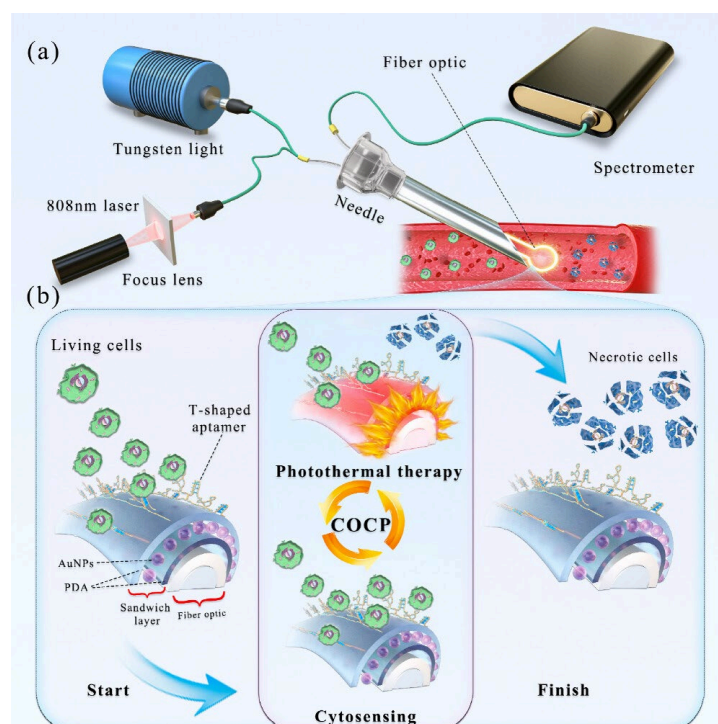 (a)
Fiber optic
Tungsten light
Spectrometer
808nm laser
Needle
Focus lens
(b)
Living cells
Necrotic cells
T-shaped
aptamer
Photothermal therapy
COCP
AuNPs
PDA
Sandwich
layer
Fiber optic
Start
Finish
Cytosensing